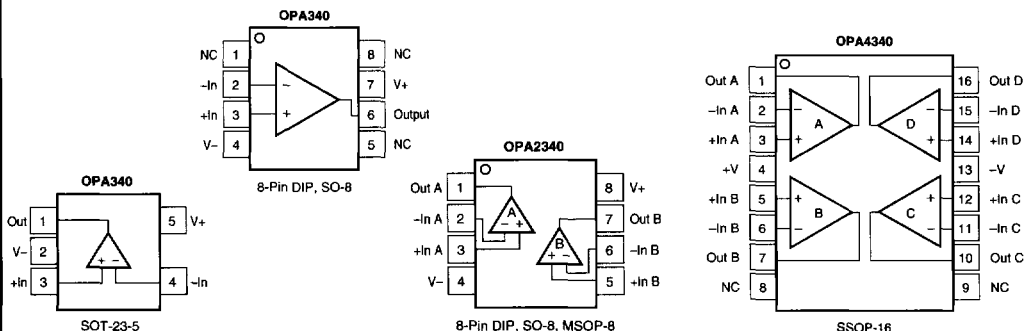 OPA340
NC 1 8 NC
–In 2 7 V+
+In 3 6 Output
V– 4 5 NC
– +
8-Pin DIP, SO-8
OPA340
Out 1 5 V+
V– 2
+In 3 4 –In
+ –
SOT-23-5
OPA2340
Out A 1 8 V+
–In A 2 7 Out B
+In A 3 6 –In B
V– 4 5 +In B
A
– +
B
+ –
8-Pin DIP, SO-8, MSOP-8
OPA4340
Out A 1 16 Out D
–In A 2 – – 15 –In D
A D
+In A 3 + + 14 +In D
+V 4 13 –V
+In B 5 + + 12 +In C
B C
–In B 6 – – 11 –In C
Out B 7 10 Out C
NC 8 9 NC
SSOP-16